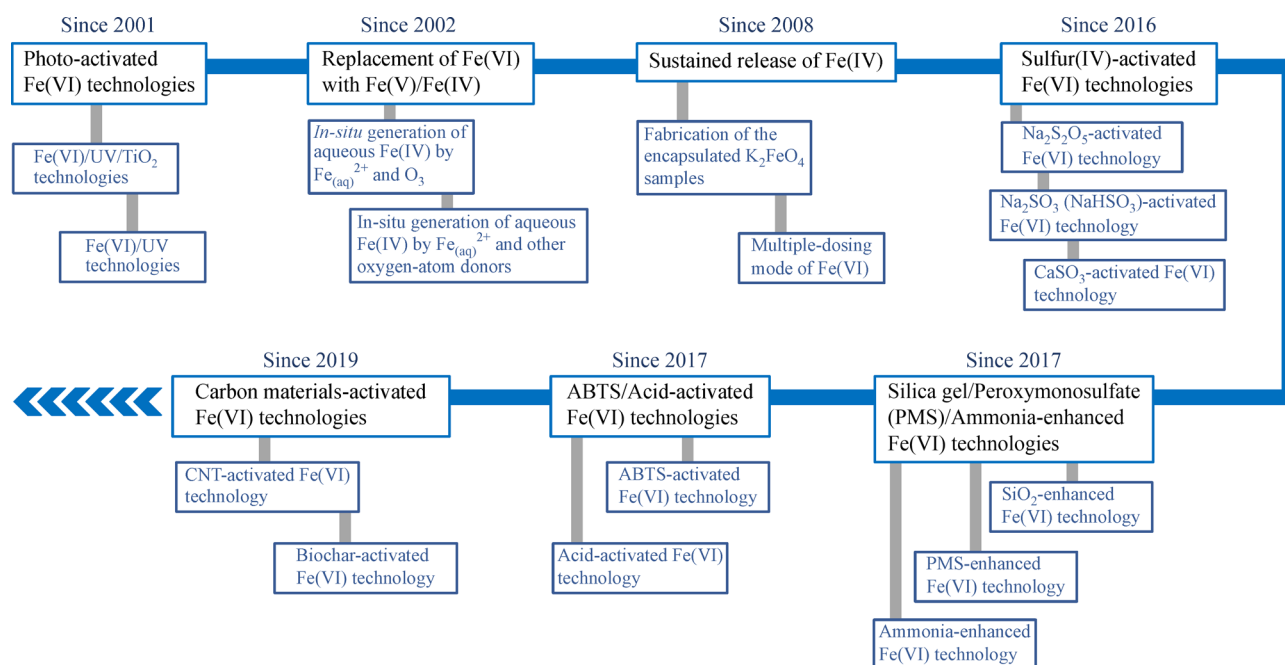 Since 2001
Photo-activated
Fe(VI) technologies
Fe(VI)/UV/TiO₂
technologies
Fe(VI)/UV
technologies
Since 2002
Replacement of Fe(VI)
with Fe(V)/Fe(IV)
In-situ generation of
aqueous Fe(IV) by
Fe₍aq₎²⁺ and O₃
In-situ generation of aqueous
Fe(IV) by Fe₍aq₎²⁺ and other
oxygen-atom donors
Since 2008
Sustained release of Fe(IV)
Fabrication of the
encapsulated K₂FeO₄
samples
Multiple-dosing
mode of Fe(VI)
Since 2016
Sulfur(IV)-activated
Fe(VI) technologies
Na₂S₂O₅-activated
Fe(VI) technology
Na₂SO₃ (NaHSO₃)-activated
Fe(VI) technology
CaSO₃-activated Fe(VI)
technology
Since 2019
Carbon materials-activated
Fe(VI) technologies
CNT-activated Fe(VI)
technology
Biochar-activated
Fe(VI) technology
Since 2017
ABTS/Acid-activated
Fe(VI) technologies
ABTS-activated
Fe(VI) technology
Acid-activated Fe(VI)
technology
Since 2017
Silica gel/Peroxymonosulfate
(PMS)/Ammonia-enhanced
Fe(VI) technologies
SiO₂-enhanced
Fe(VI) technology
PMS-enhanced
Fe(VI) technology
Ammonia-enhanced
Fe(VI) technology